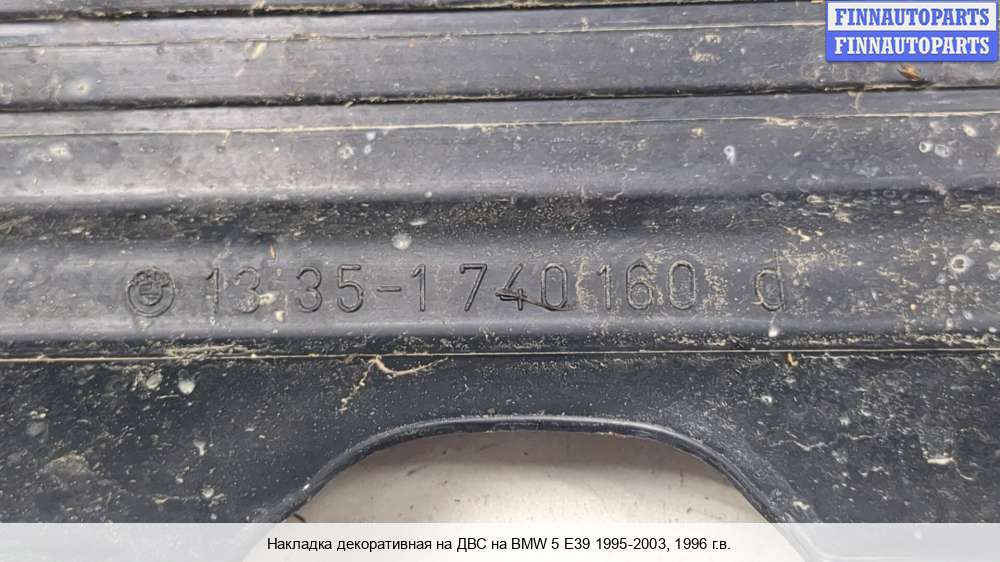 FINNAUTOPARTS
FINNAUTOPARTS
13 35-1 740 160 d
Накладка декоративная на ДВС на BMW 5 E39 1995-2003, 1996 г.в.